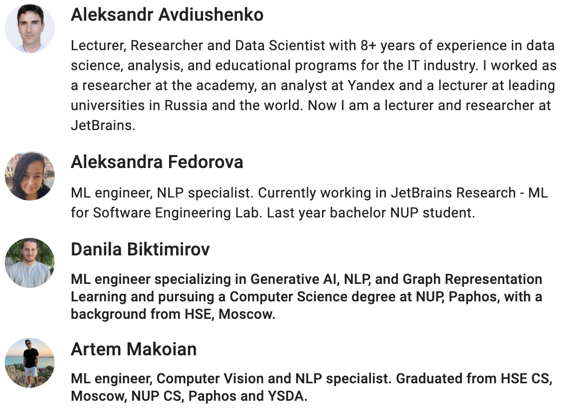 Aleksandr Avdiushenko
Lecturer, Researcher and Data Scientist with 8+ years of experience in data
science, analysis, and educational programs for the IT industry. I worked as
a researcher at the academy, an analyst at Yandex and a lecturer at leading
universities in Russia and the world. Now I am a lecturer and researcher at
JetBrains.
Aleksandra Fedorova
ML engineer, NLP specialist. Currently working in JetBrains Research - ML
for Software Engineering Lab. Last year bachelor NUP student.
Danila Biktimirov
ML engineer specializing in Generative AI, NLP, and Graph Representation
Learning and pursuing a Computer Science degree at NUP, Paphos, with a
background from HSE, Moscow.
Artem Makoian
ML engineer, Computer Vision and NLP specialist. Graduated from HSE CS,
Moscow, NUP CS, Paphos and YSDA.